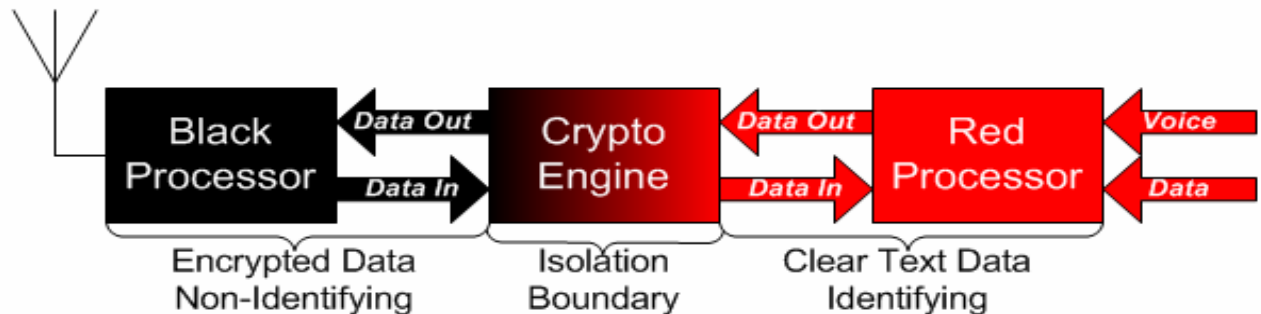 Black
Processor
Data Out
Data In
Crypto
Engine
Data Out
Data In
Red
Processor
Voice
Data
Encrypted Data
Non-Identifying
Isolation
Boundary
Clear Text Data
Identifying